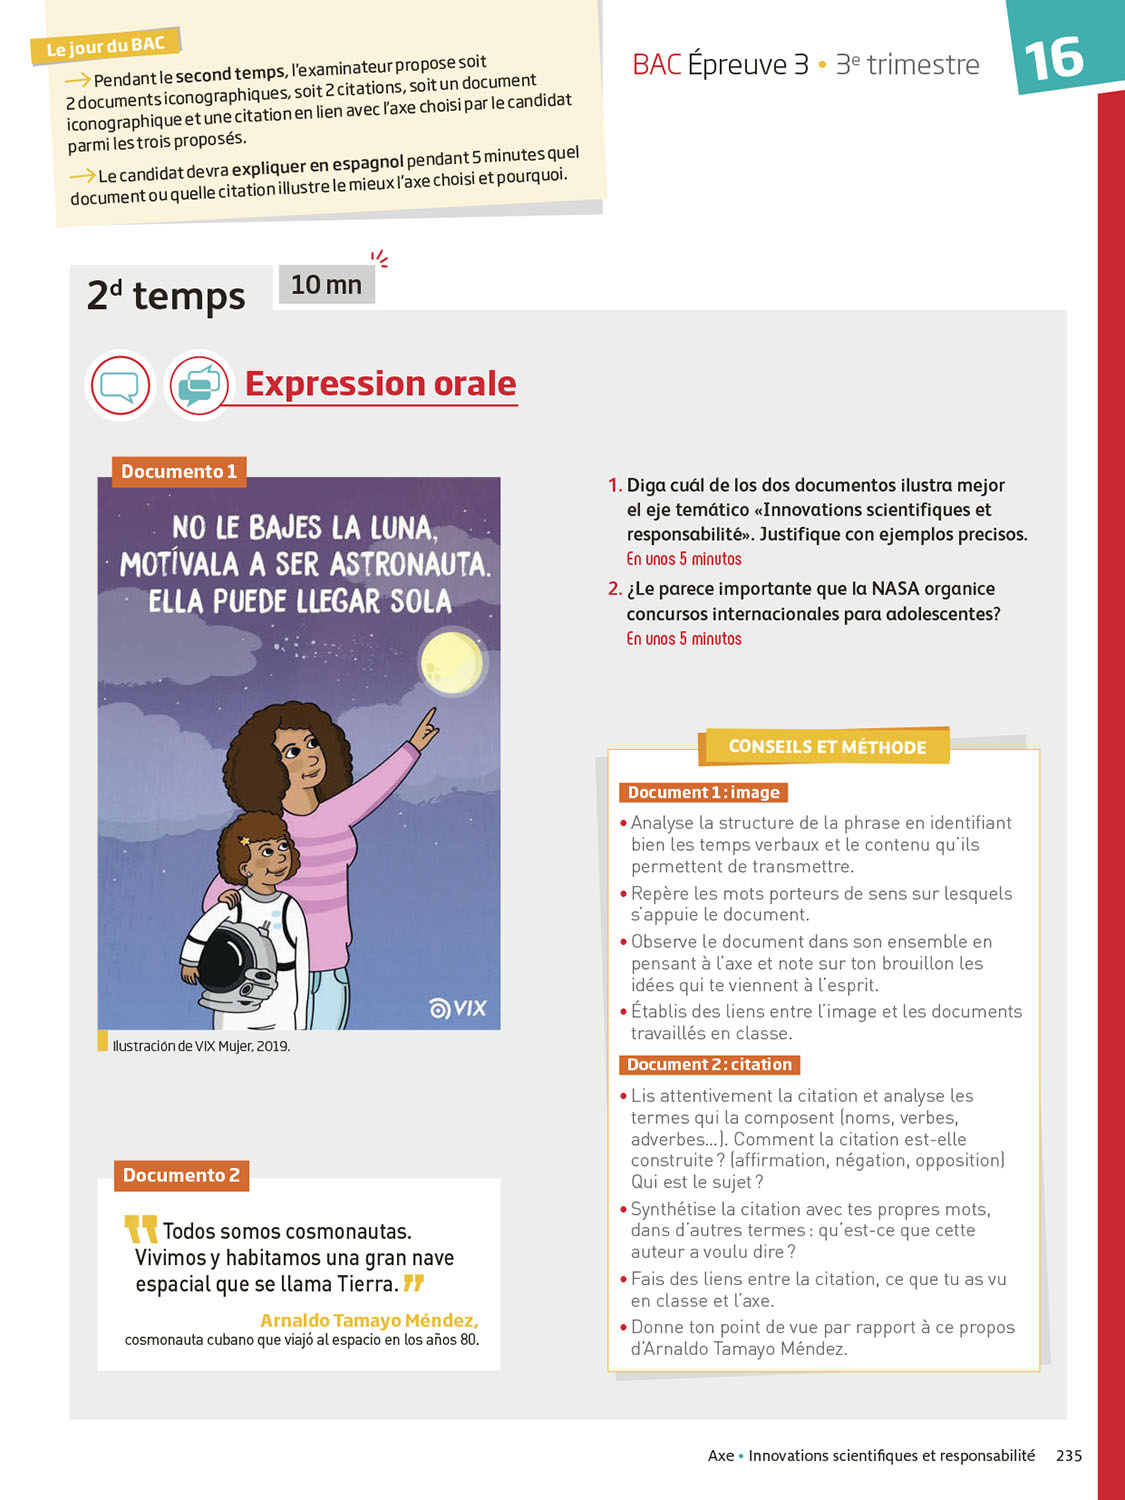 Le jour du BAC
Pendant le second temps, l'examinateur propose soit
2 documents iconographiques, soit 2 citations, soit un document
iconographique et une citation en lien avec l'axe choisi par le candidat
parmi les trois proposés.
Le candidat devra expliquer en espagnol pendant 5 minutes quel
document ou quelle citation illustre le mieux l'axe choisi et pourquoi.
BAC Épreuve 3 • 3e trimestre
16
2d temps
10 mn
Expression orale
Documento 1
NO LE BAJES LA LUNA,
MOTÍVALA A SER ASTRONAUTA.
ELLA PUEDE LLEGAR SOLA
VIX
Ilustración de VIX Mujer, 2019.
Documento 2
"Todos somos cosmonautas.
Vivimos y habitamos una gran nave
espacial que se llama Tierra."
Arnaldo Tamayo Méndez,
cosmonauta cubano que viajó al espacio en los años 80.
1. Diga cuál de los dos documentos ilustra mejor
el eje temático «Innovations scientifiques et
responsabilité». Justifique con ejemplos precisos.
En unos 5 minutos
2. ¿Le parece importante que la NASA organice
concursos internacionales para adolescentes?
En unos 5 minutos
CONSEILS ET MÉTHODE
Document 1 : image
• Analyse la structure de la phrase en identifiant
bien les temps verbaux et le contenu qu'ils
permettent de transmettre.
• Repère les mots porteurs de sens sur lesquels
s'appuie le document.
• Observe le document dans son ensemble en
pensant à l'axe et note sur ton brouillon les
idées qui te viennent à l'esprit.
• Établis des liens entre l'image et les documents
travaillés en classe.
Document 2 : citation
• Lis attentivement la citation et analyse les
termes qui la composent (noms, verbes,
adverbes...). Comment la citation est-elle
construite ? (affirmation, négation, opposition)
Qui est le sujet ?
• Synthétise la citation avec tes propres mots,
dans d'autres termes : qu'est-ce que cette
auteur a voulu dire ?
• Fais des liens entre la citation, ce que tu as vu
en classe et l'axe.
• Donne ton point de vue par rapport à ce propos
d'Arnaldo Tamayo Méndez.
Axe • Innovations scientifiques et responsabilité 235